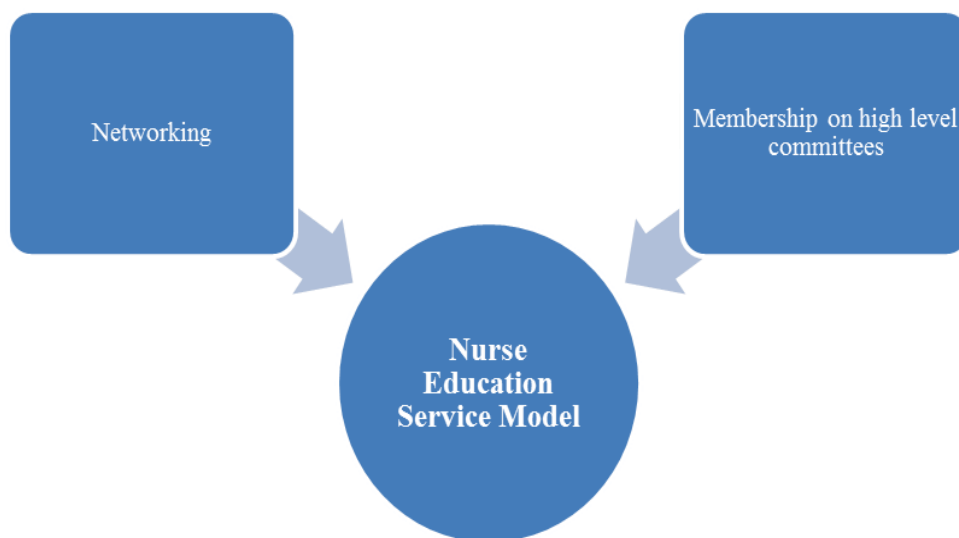 Networking
Membership on high level
committees
Nurse
Education
Service Model